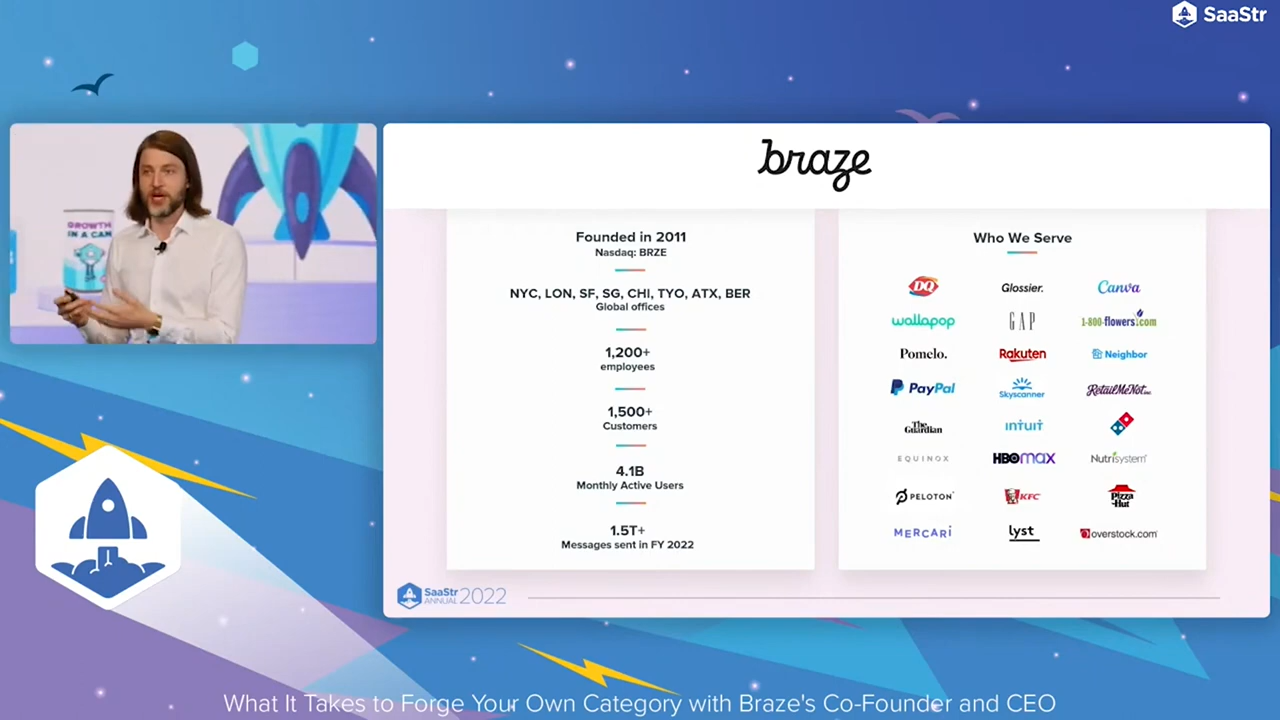 SaaStr
GROWTH
IN A CAN
braze
Founded in 2011
Nasdaq: BRZE
NYC, LON, SF, SG, CHI, TYO, ATX, BER
Global offices
1,200+
employees
1,500+
Customers
4.1B
Monthly Active Users
1.5T+
Messages sent in FY 2022
Who We Serve
DQ Glossier. Canva
wallapop GAP 1-800-flowers.com
Pomelo. Rakuten Neighbor
PayPal Skyscanner RetailMeNot Inc.
The Guardian intuit
EQUINOX HBOmax Nutrisystem
PELOTON KFC Pizza Hut
MERCARI lyst overstock.com
SaaStr
ANNUAL 2022
What It Takes to Forge Your Own Category with Braze's Co-Founder and CEO